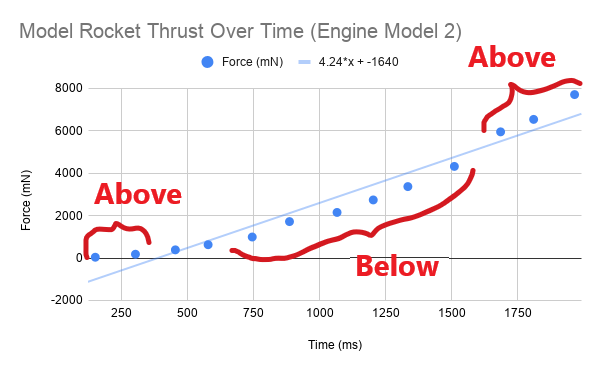 Model Rocket Thrust Over Time (Engine Model 2)
Force (mN) 4.24*x + -1640
Above
8000
6000
4000
Above
2000
0
Below
-2000
Force (mN)
250 500 750 1000 1250 1500 1750
Time (ms)